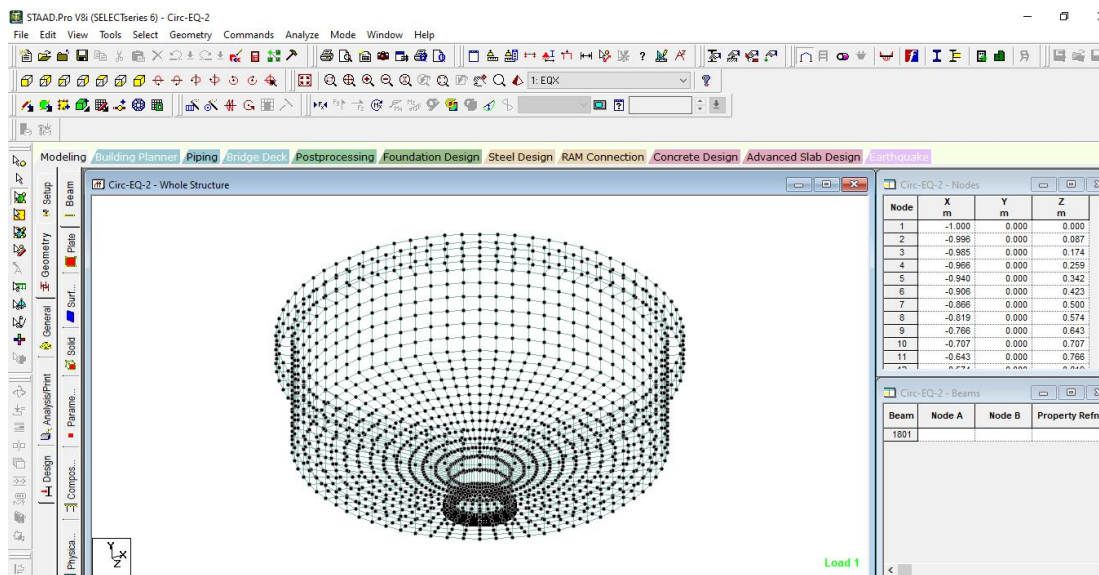 STAAD.Pro V8i (SELECTseries 6) - Circ-EQ-2
File Edit View Tools Select Geometry Commands Analyze Mode Window Help
1: EQX
Modeling Building Planner Piping Bridge Deck Postprocessing Foundation Design Steel Design RAM Connection Concrete Design Advanced Slab Design Earthquake
Setup
Geometry
General
Analysis/Print
Design
Beam
Plate
Surf...
Solid
Parame...
Compos...
Physica...
Circ-EQ-2 - Whole Structure
Y
X
Z
Load 1
Circ-EQ-2 - Nodes
Node X m Y m Z m
1 -1.000 0.000 0.000
2 -0.996 0.000 0.087
3 -0.985 0.000 0.174
4 -0.966 0.000 0.259
5 -0.940 0.000 0.342
6 -0.906 0.000 0.423
7 -0.866 0.000 0.500
8 -0.819 0.000 0.574
9 -0.766 0.000 0.643
10 -0.707 0.000 0.707
11 -0.643 0.000 0.766
Circ-EQ-2 - Beams
Beam Node A Node B Property Refn
1801